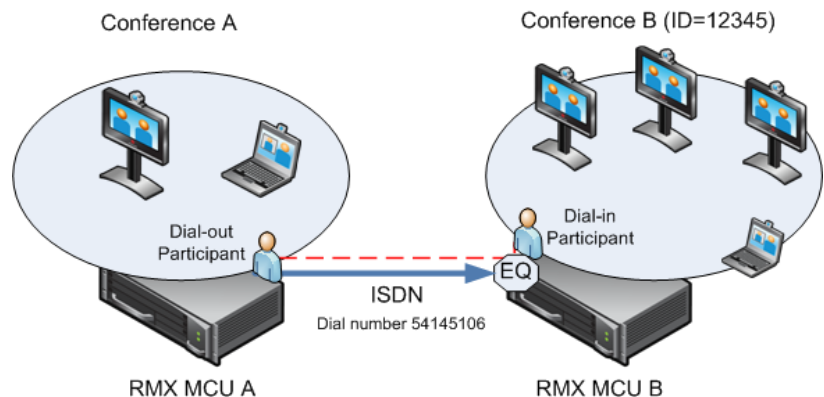 Conference A
Conference B (ID=12345)
Dial-out
Participant
Dial-in
Participant
EQ
ISDN
Dial number 54145106
RMX MCU A
RMX MCU B